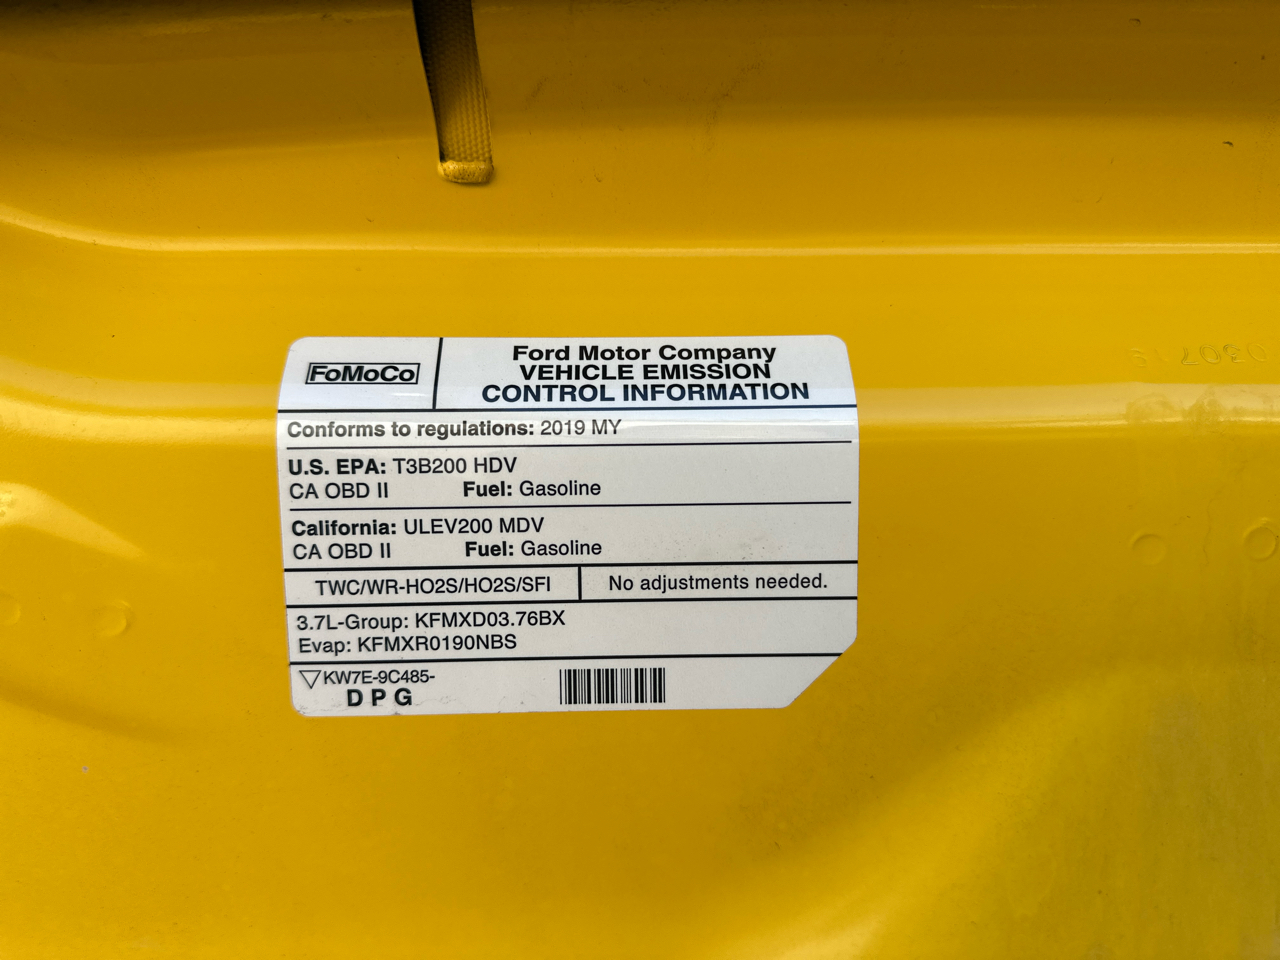 FoMoCo
Ford Motor Company
VEHICLE EMISSION
CONTROL INFORMATION
Conforms to regulations: 2019 MY
U.S. EPA: T3B200 HDV
CA OBD II Fuel: Gasoline
California: ULEV200 MDV
CA OBD II Fuel: Gasoline
TWC/WR-HO2S/HO2S/SFI No adjustments needed.
3.7L-Group: KFMXD03.76BX
Evap: KFMXR0190NBS
KW7E-9C485-
D P G